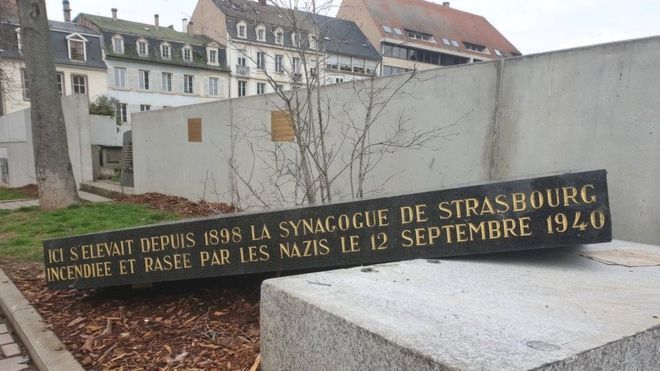 ICI S'ELEVAIT DEPUIS 1898 LA SYNAGOGUE DE STRASBOURG
INCENDIEE ET RASEE PAR LES NAZIS LE 12 SEPTEMBRE 1940